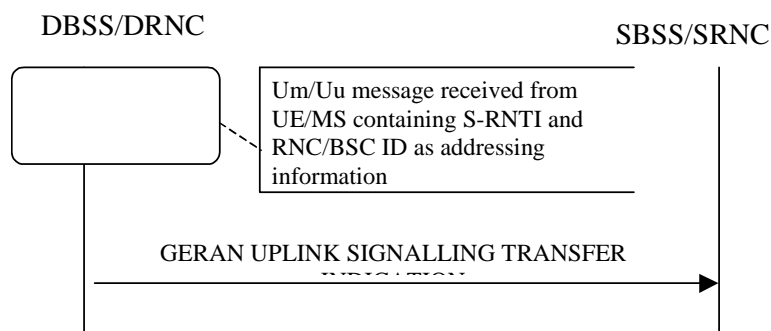 DBSS/DRNC
SBSS/SRNC
Um/Uu message received from
UE/MS containing S-RNTI and
RNC/BSC ID as addressing
information
GERAN UPLINK SIGNALLING TRANSFER
INDICATION